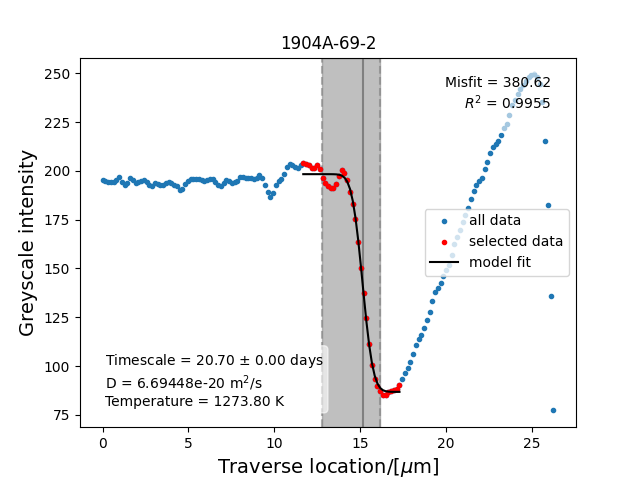 1904A-69-2
Misfit = 380.62
R² = 0.9955
250
225
200
175
150
125
100
75
Greyscale intensity
all data
selected data
model fit
Timescale = 20.70 ± 0.00 days
D = 6.69448e-20 m²/s
Temperature = 1273.80 K
0 5 10 15 20 25
Traverse location/[μm]